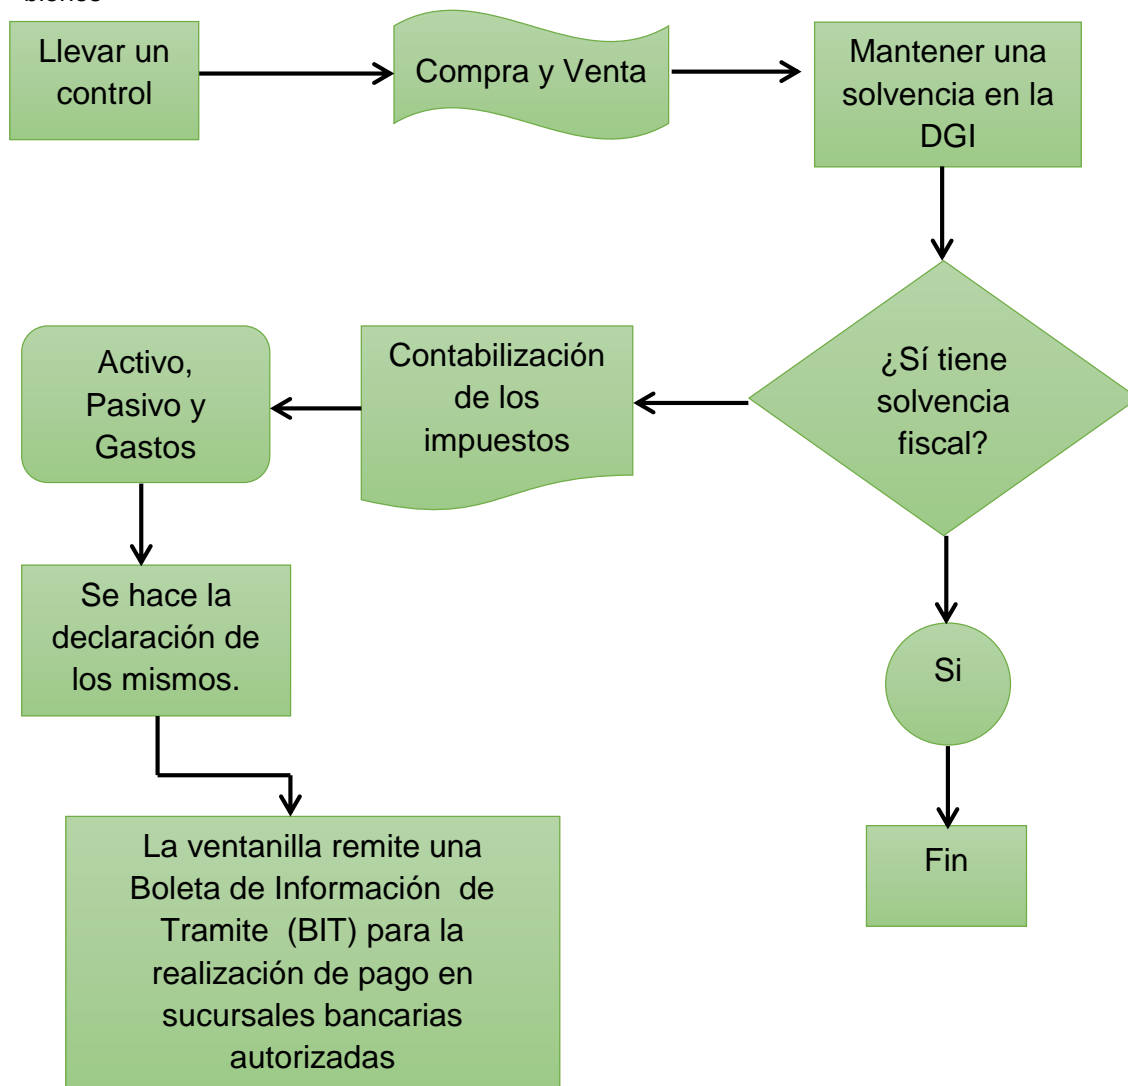 bienes
Llevar un
control
Compra y Venta
Mantener una
solvencia en la
DGI
¿Sí tiene
solvencia
fiscal?
Contabilización
de los
impuestos
Activo,
Pasivo y
Gastos
Se hace la
declaración de
los mismos.
La ventanilla remite una
Boleta de Información de
Tramite (BIT) para la
realización de pago en
sucursales bancarias
autorizadas
Si
Fin